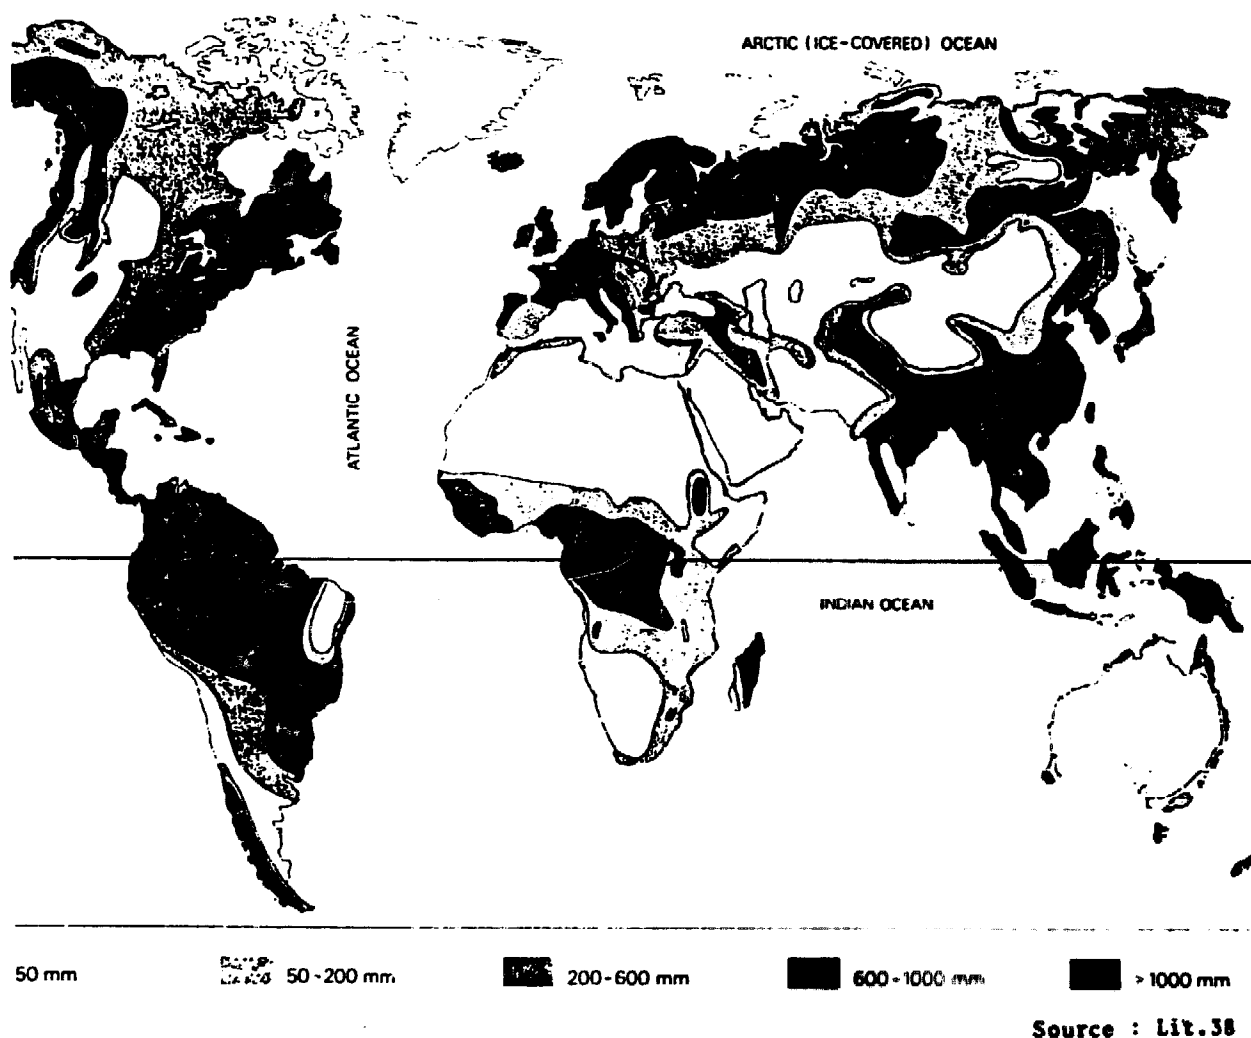 ARCTIC (ICE-COVERED) OCEAN
ATLANTIC OCEAN
INDIAN OCEAN
50 mm
50-200 mm
200-600 mm
600-1000 mm
> 1000 mm
Source : Lit.38